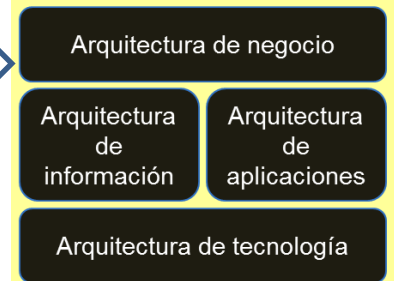 Arquitectura de negocio
Arquitectura
de
información
Arquitectura
de
aplicaciones
Arquitectura de tecnología